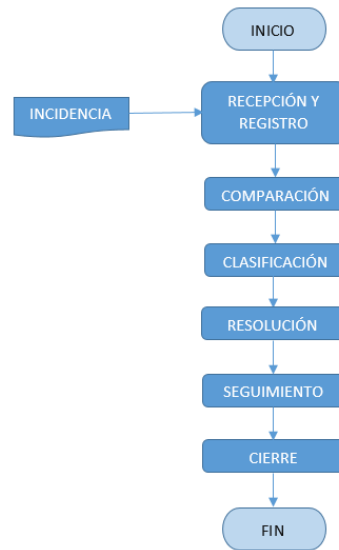 INICIO
INCIDENCIA
RECEPCIÓN Y
REGISTRO
COMPARACIÓN
CLASIFICACIÓN
RESOLUCIÓN
SEGUIMIENTO
CIERRE
FIN